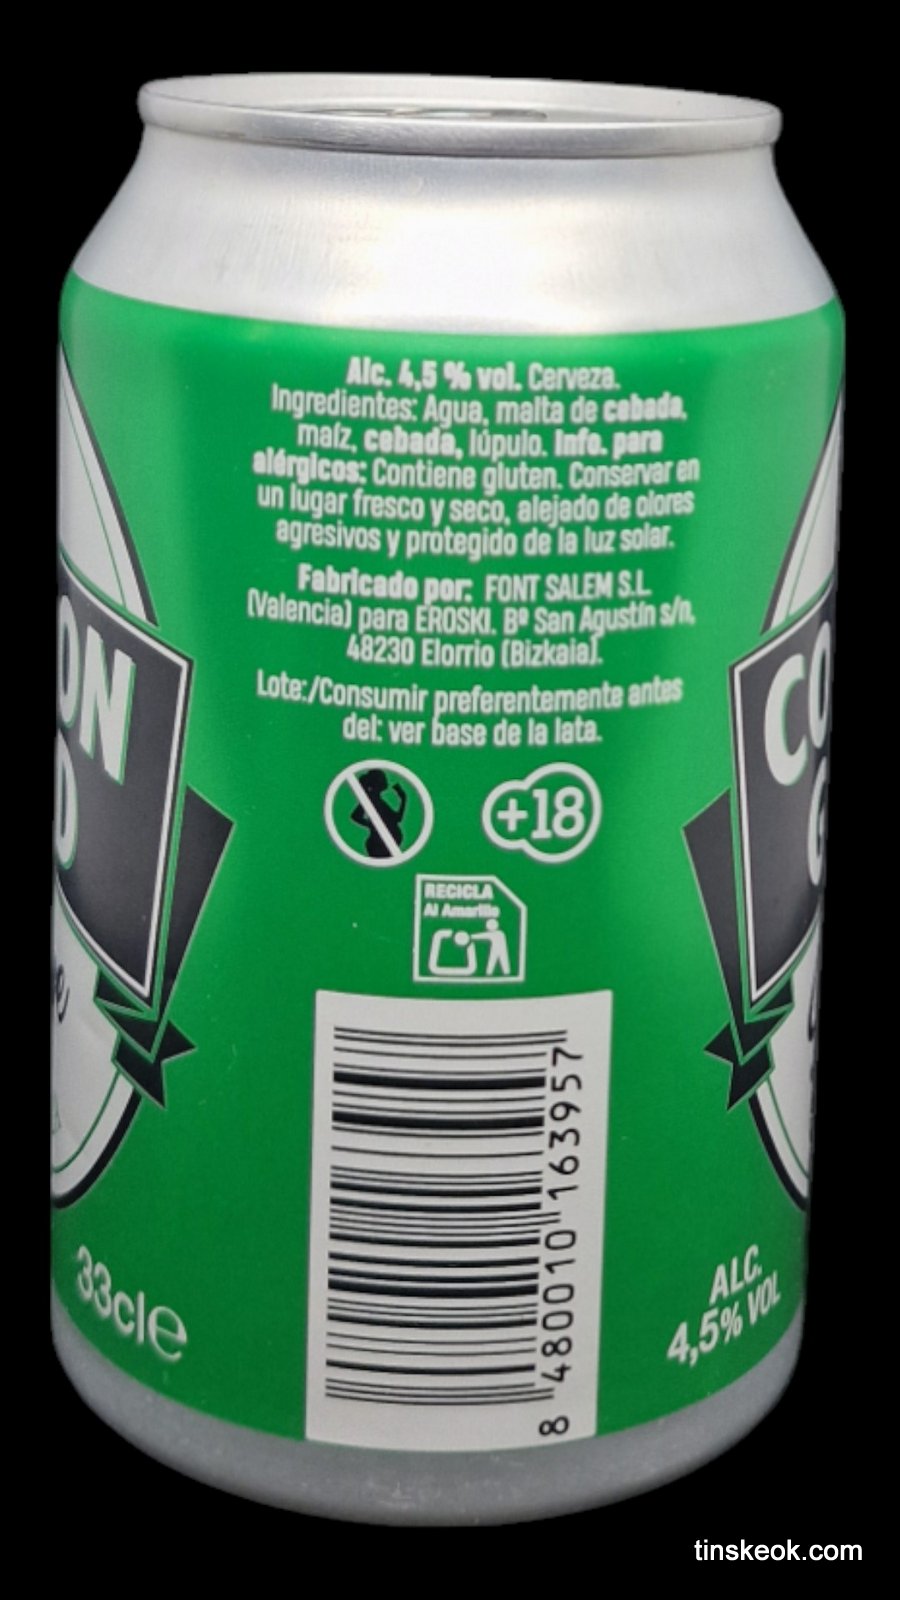 Alc. 4,5 % vol. Cerveza.
Ingredientes: Agua, malta de cebada,
maíz, cebada, lúpulo. Info. para
alérgicos: Contiene gluten. Conservar en
un lugar fresco y seco, alejado de olores
agresivos y protegido de la luz solar.
Fabricado por: FONT SALEM S.L
(Valencia) para EROSKI. Bº San Agustín s/n,
48230 Elorrio (Bizkaia).
Lote:/Consumir preferentemente antes
del: ver base de la lata.
+18
RECICLA
Al Amarillo
ON
D
CO
G
8 480010 163957
33cl e
ALC.
4,5% VOL
tinskeok.com